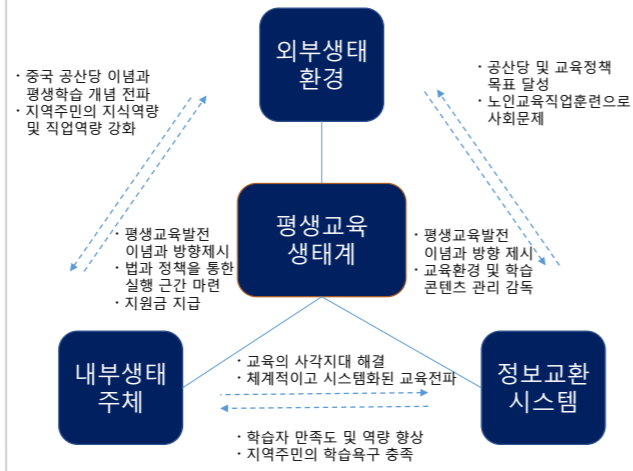 외부생태
환경
· 중국 공산당 이념과
평생학습 개념 전파
· 지역주민의 지식역량
및 직업역량 강화
· 공산당 및 교육정책
목표 달성
· 노인교육직업훈련으로
사회문제
평생교육
생태계
· 평생교육발전
이념과 방향제시
· 법과 정책을 통한
실행 근간 마련
· 지원금 지급
· 평생교육발전
이념과 방향 제시
· 교육환경 및 학습
콘텐츠 관리 감독
내부생태
주체
· 교육의 사각지대 해결
· 체계적이고 시스템화된 교육전파
정보교환
시스템
· 학습자 만족도 및 역량 향상
· 지역주민의 학습욕구 충족